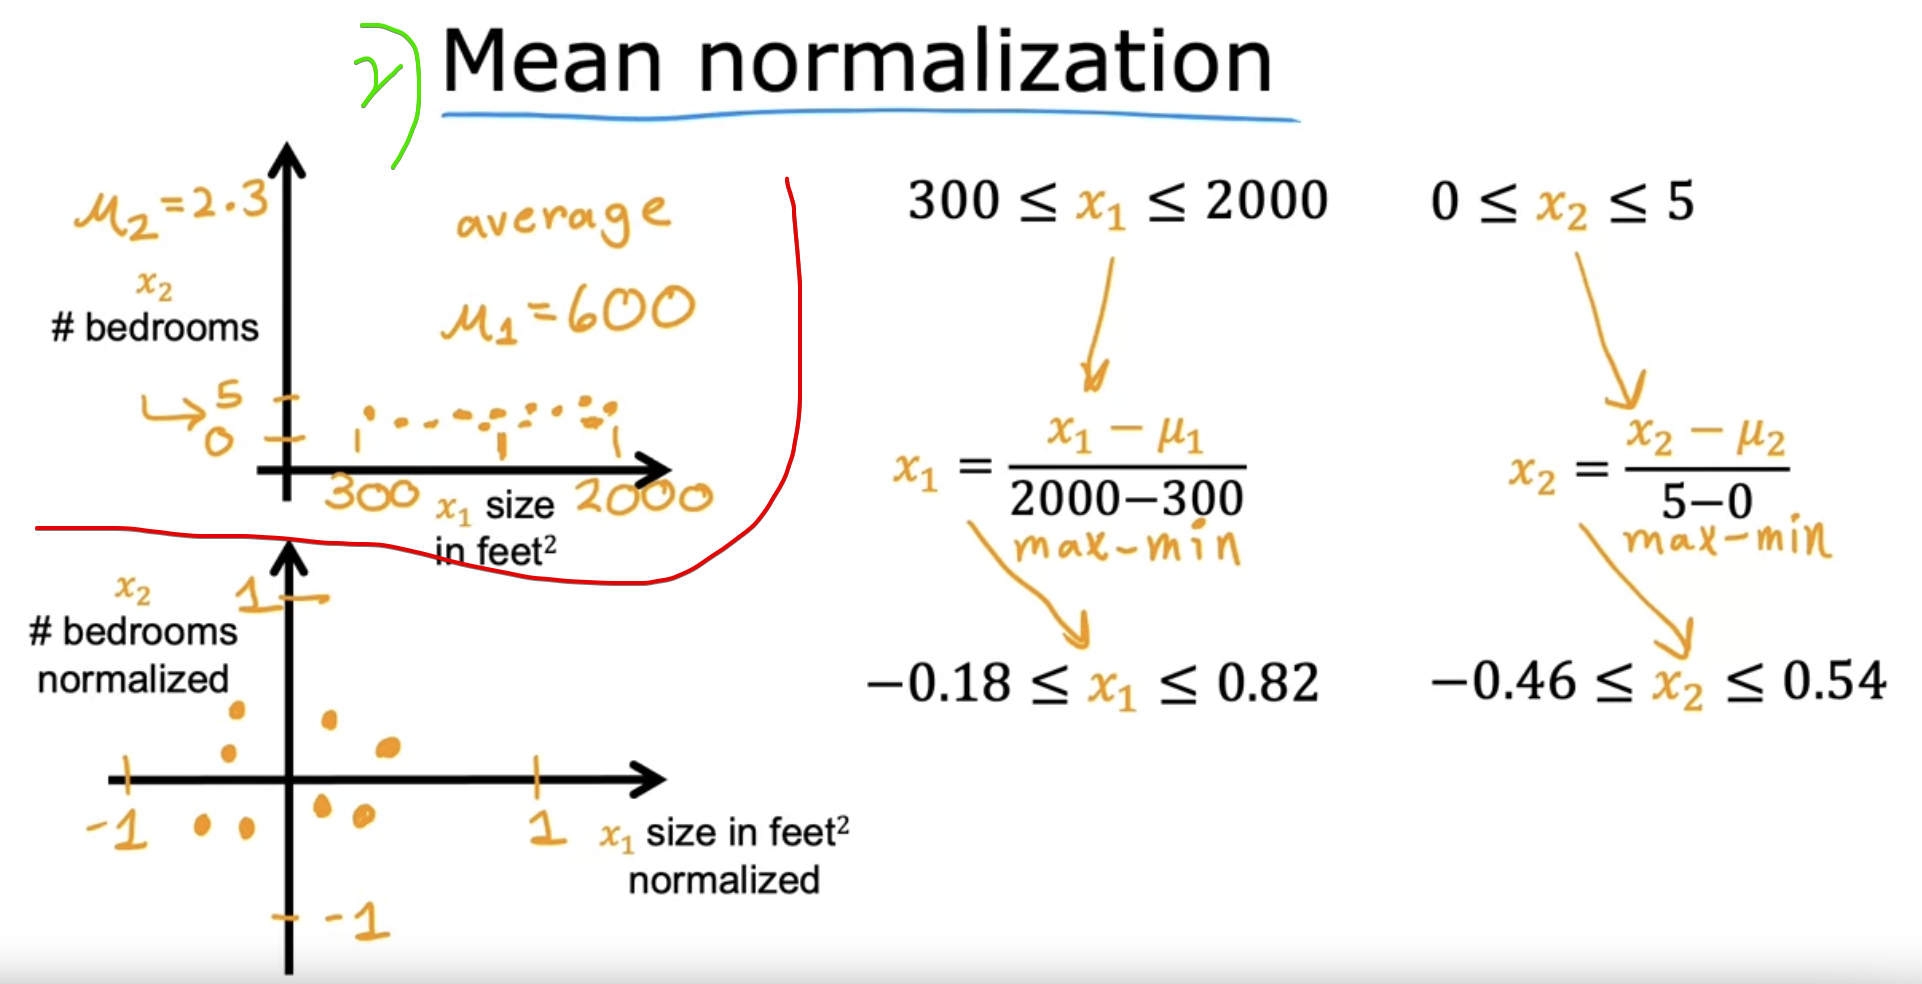 ۲) Mean normalization
μ₂ = 2.3
average
x₂
# bedrooms
μ₁ = 600
5
0
300 x₁ size 2000
in feet²
x₂
1
# bedrooms
normalized
-1
1
x₁ size in feet²
normalized
-1
300 ≤ x₁ ≤ 2000
x₁ = (x₁ − μ₁) / (2000−300)
max-min
−0.18 ≤ x₁ ≤ 0.82
0 ≤ x₂ ≤ 5
x₂ = (x₂ − μ₂) / (5−0)
max-min
−0.46 ≤ x₂ ≤ 0.54